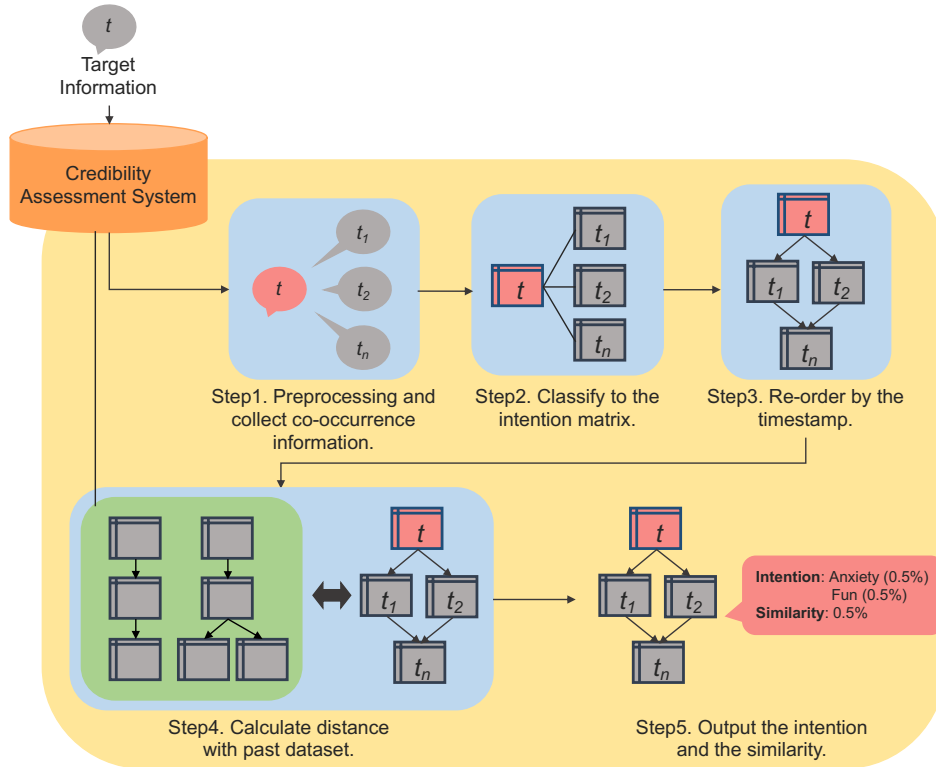 t
Target
Information
Credibility
Assessment System
t
t1
t2
tn
Step1. Preprocessing and
collect co-occurrence
information.
t
t1
t2
tn
Step2. Classify to the
intention matrix.
t
t1
t2
tn
Step3. Re-order by the
timestamp.
t
t1
t2
tn
Step4. Calculate distance
with past dataset.
t
t1
t2
tn
Intention: Anxiety (0.5%)
Fun (0.5%)
Similarity: 0.5%
Step5. Output the intention
and the similarity.